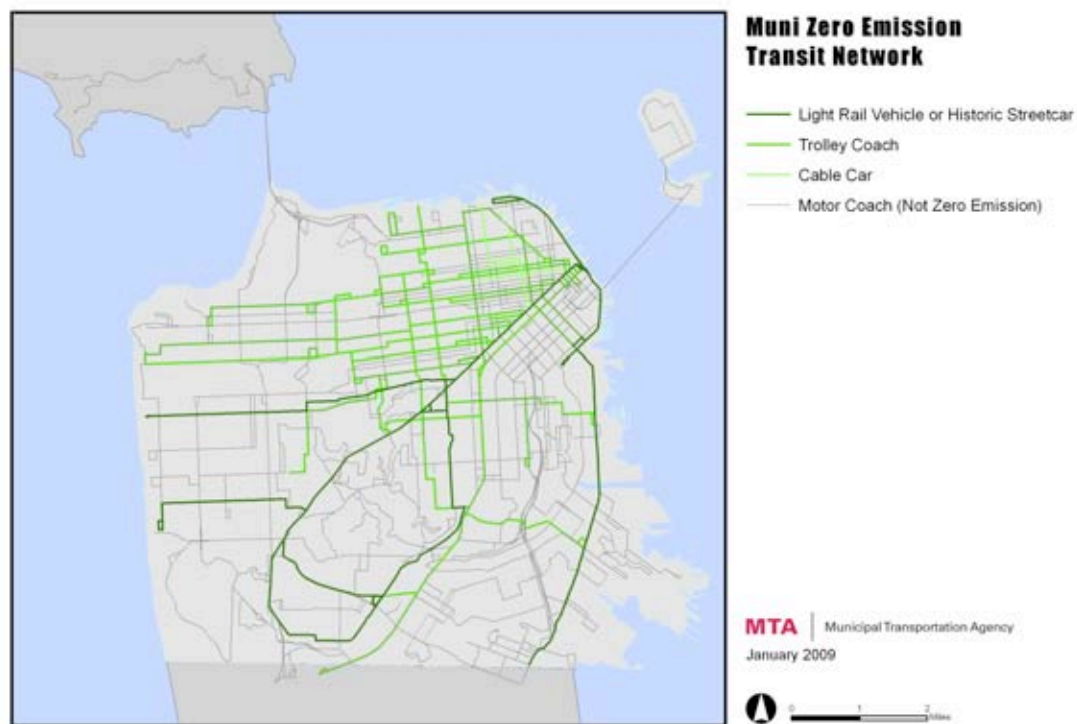 Muni Zero Emission
Transit Network
Light Rail Vehicle or Historic Streetcar
Trolley Coach
Cable Car
Motor Coach (Not Zero Emission)
MTA | Municipal Transportation Agency
January 2009
0 1 2
Miles